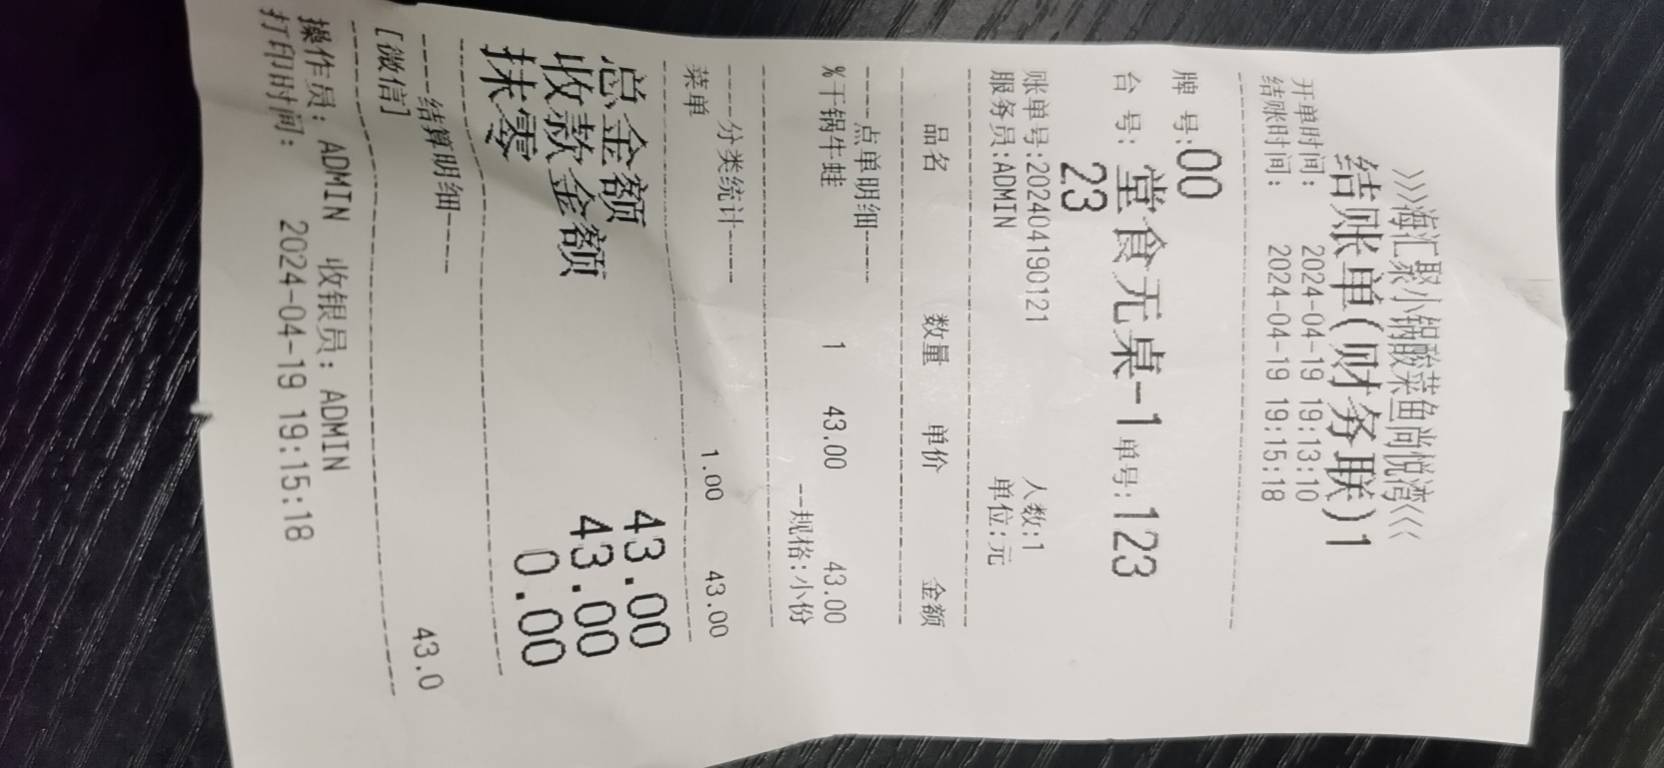 >>>海汇聚小锅酸菜鱼尚悦湾<<<
结账单(财务联)1
开单时间: 2024-04-19 19:13:10
结账时间: 2024-04-19 19:15:18
牌 号:00
台 号: 堂食无桌-1 单号:123
23
账单号:202404190121 人数:1
服务员:ADMIN 单位:元
品名 数量 单价 金额
----点单明细----
%干锅牛蛙 1 43.00 43.00
--规格:小份
----分类统计----
菜单 1.00 43.00
总金额 43.00
收款金额 43.00
抹零 0.00
----结算明细----
[微信] 43.0
操作员: ADMIN 收银员: ADMIN
打印时间: 2024-04-19 19:15:18